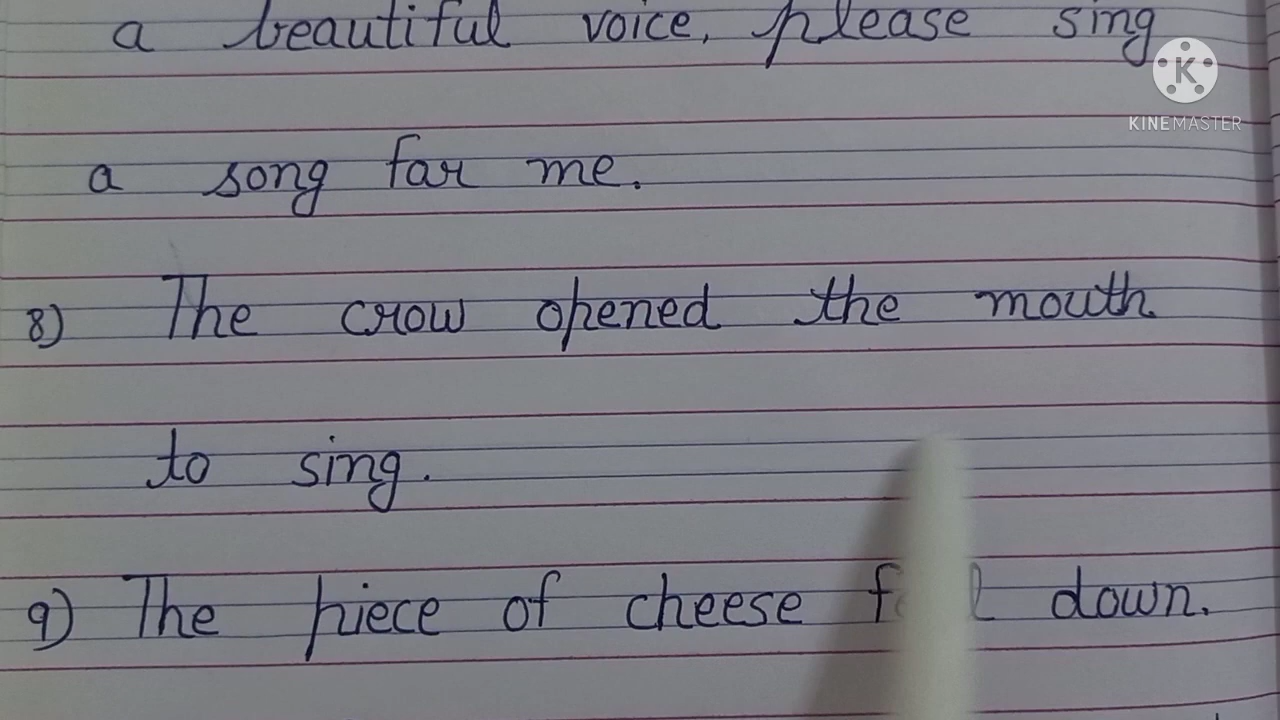 a beautiful voice, please sing
a song far me.
8) The crow opened the mouth
to sing.
9) The piece of cheese down.
KINEMASTER